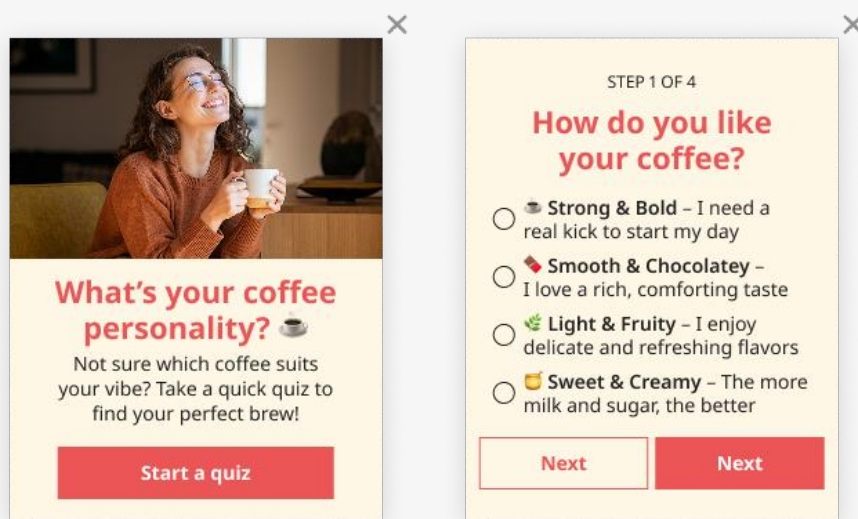 What's your coffee
personality? ☕
Not sure which coffee suits
your vibe? Take a quick quiz to
find your perfect brew!
Start a quiz
STEP 1 OF 4
How do you like
your coffee?
☕ Strong & Bold – I need a
real kick to start my day
🍫 Smooth & Chocolatey –
I love a rich, comforting taste
🌿 Light & Fruity – I enjoy
delicate and refreshing flavors
🍯 Sweet & Creamy – The more
milk and sugar, the better
Next
Next